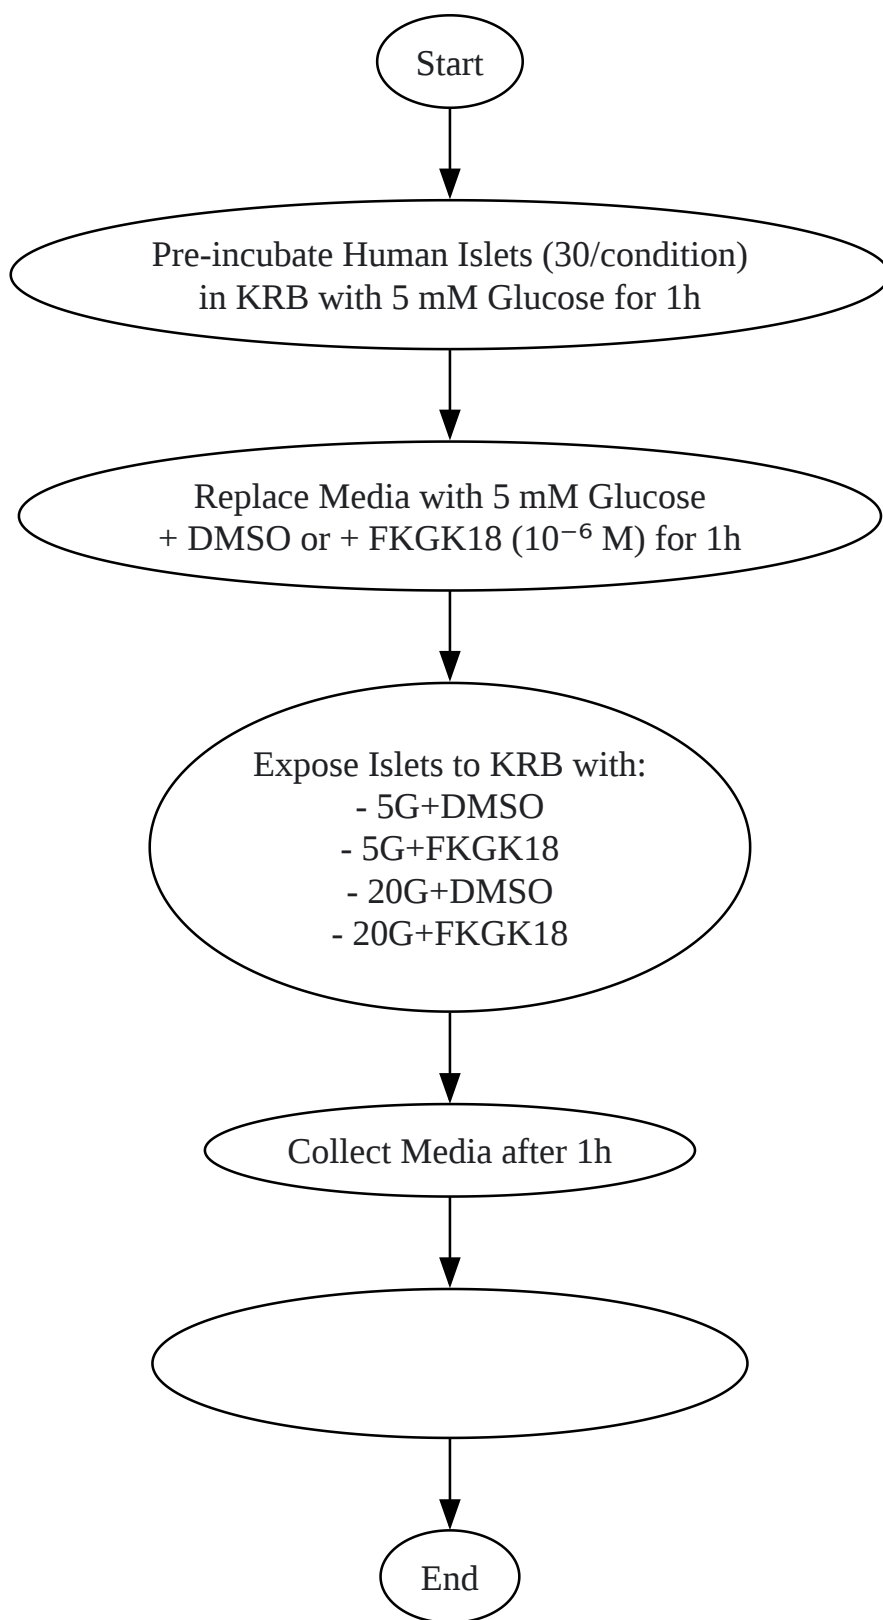 Start
Pre-incubate Human Islets (30/condition)
in KRB with 5 mM Glucose for 1h
Replace Media with 5 mM Glucose
+ DMSO or + FKGK18 (10⁻⁶ M) for 1h
Expose Islets to KRB with:
- 5G+DMSO
- 5G+FKGK18
- 20G+DMSO
- 20G+FKGK18
Collect Media after 1h
End